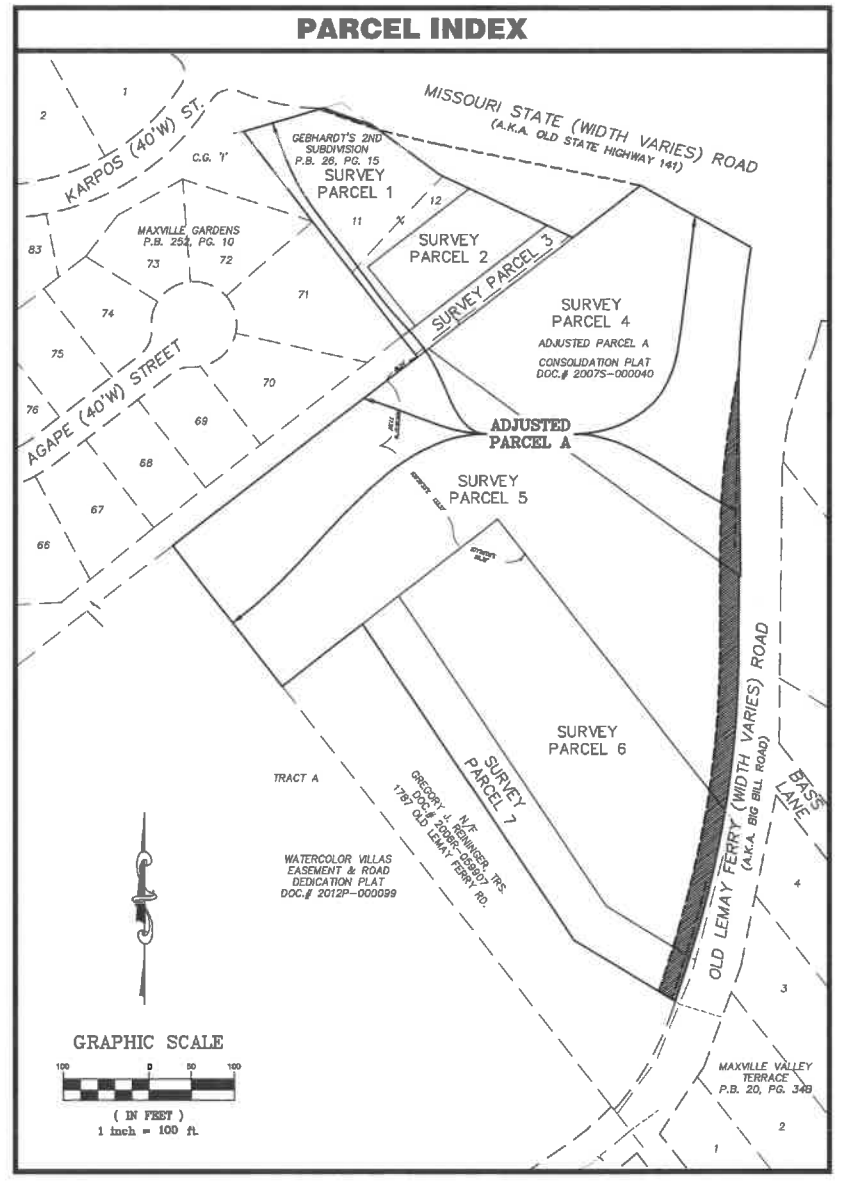 PARCEL INDEX
1
2
KARPOS (40'W) ST.
C.G. "1"
MISSOURI STATE (WIDTH VARIES) ROAD
(A.K.A. OLD STATE HIGHWAY 141)
GEBHARDT'S 2ND
SUBDIVISION
P.B. 26, PG. 15
SURVEY
PARCEL 1
11
12
SURVEY
PARCEL 2
SURVEY PARCEL 3
MAXVILLE GARDENS
P.B. 252, PG. 10
83
73
72
71
74
75
76
70
69
68
67
66
AGAPE (40'W) STREET
SURVEY
PARCEL 4
ADJUSTED PARCEL A
CONSOLIDATION PLAT
DOC.# 2007S-000040
ADJUSTED
PARCEL A
SURVEY
PARCEL 5
SURVEY
PARCEL 6
SURVEY
PARCEL 7
N/F
GREGORY J. REININGER, TRS.
DOC.# 2006R-059907
1787 OLD LEMAY FERRY RD.
TRACT A
WATERCOLOR VILLAS
EASEMENT & ROAD
DEDICATION PLAT
DOC.# 2012P-000099
OLD LEMAY FERRY (WIDTH VARIES) ROAD
(A.K.A. BIG BILL ROAD)
BASS
LANE
4
3
MAXVILLE VALLEY
TERRACE
P.B. 20, PG. 34B
2
1
GRAPHIC SCALE
100 0 50 100
( IN FEET )
1 inch = 100 ft.